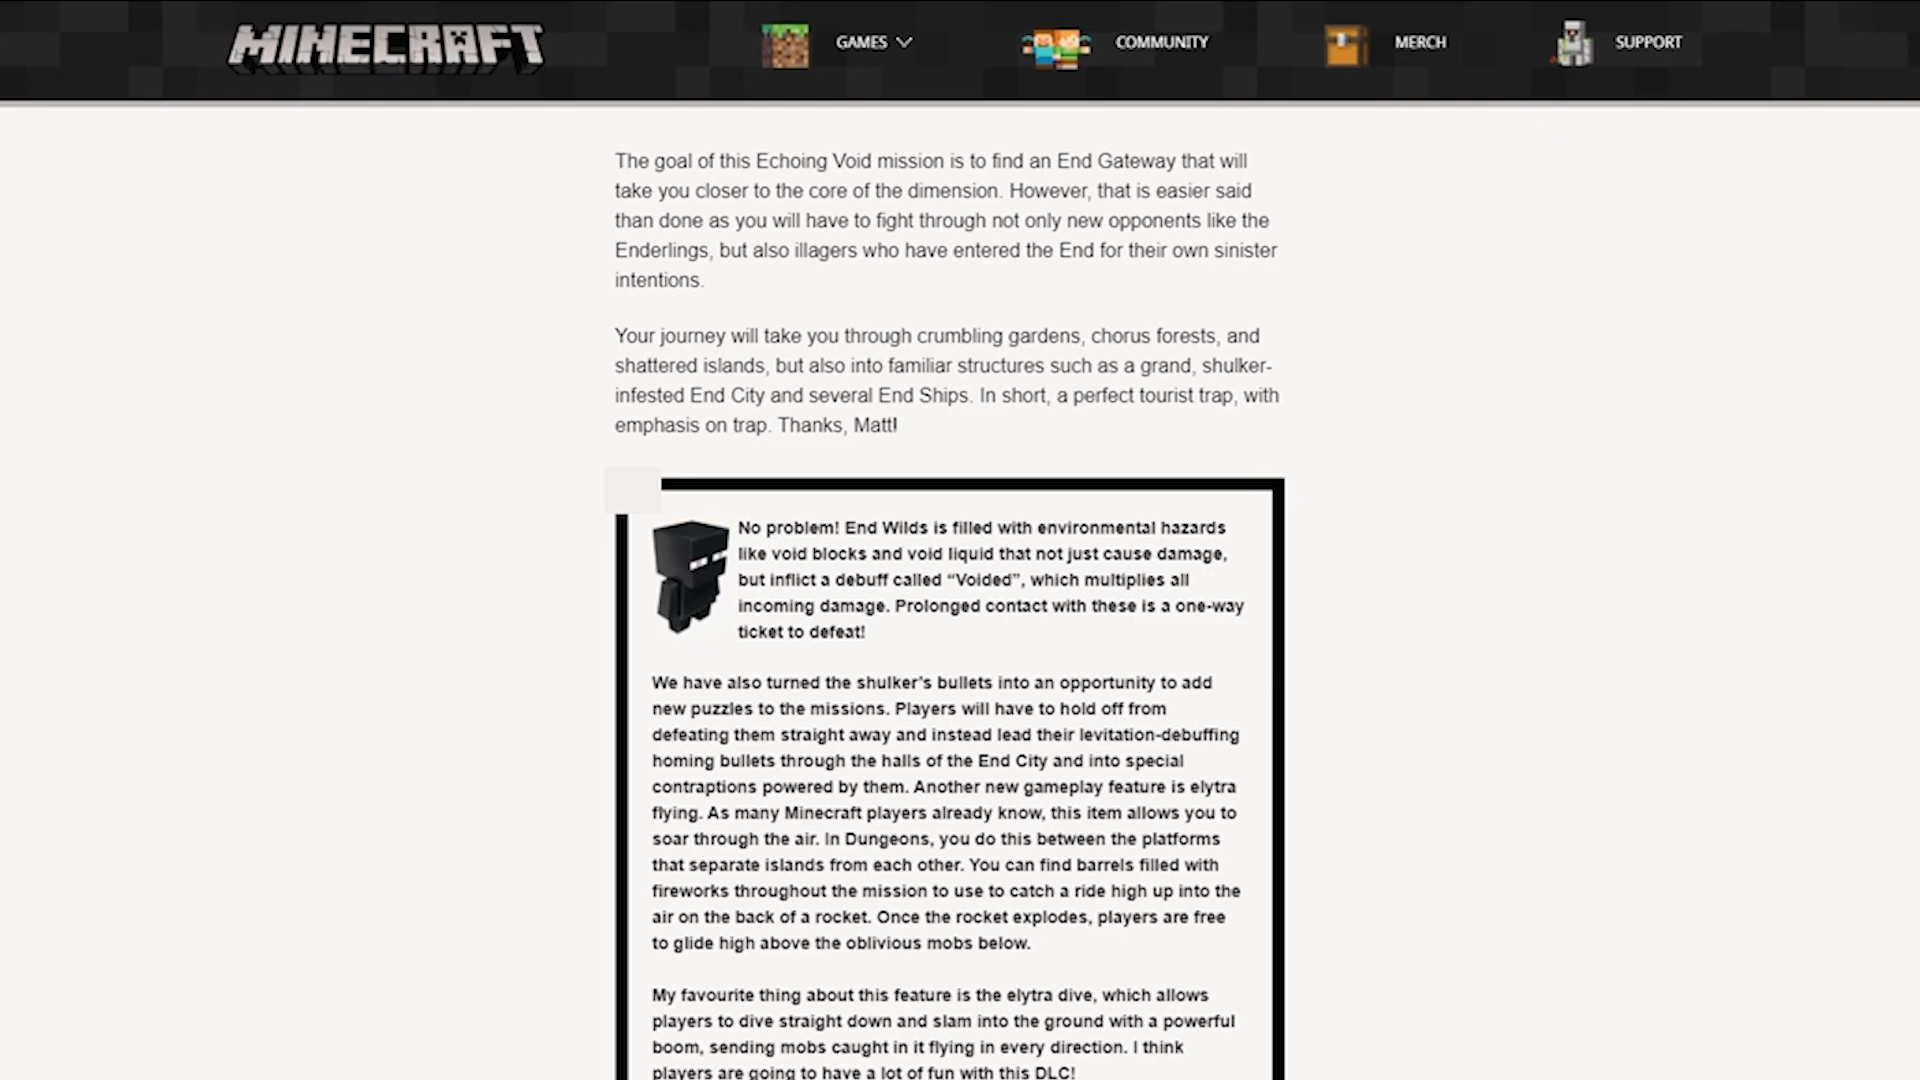 MINECRAFT
GAMES
COMMUNITY
MERCH
SUPPORT
The goal of this Echoing Void mission is to find an End Gateway that will
take you closer to the core of the dimension. However, that is easier said
than done as you will have to fight through not only new opponents like the
Enderlings, but also illagers who have entered the End for their own sinister
intentions.
Your journey will take you through crumbling gardens, chorus forests, and
shattered islands, but also into familiar structures such as a grand, shulker-
infested End City and several End Ships. In short, a perfect tourist trap, with
emphasis on trap. Thanks, Matt!
No problem! End Wilds is filled with environmental hazards
like void blocks and void liquid that not just cause damage,
but inflict a debuff called “Voided”, which multiplies all
incoming damage. Prolonged contact with these is a one-way
ticket to defeat!
We have also turned the shulker's bullets into an opportunity to add
new puzzles to the missions. Players will have to hold off from
defeating them straight away and instead lead their levitation-debuffing
homing bullets through the halls of the End City and into special
contraptions powered by them. Another new gameplay feature is elytra
flying. As many Minecraft players already know, this item allows you to
soar through the air. In Dungeons, you do this between the platforms
that separate islands from each other. You can find barrels filled with
fireworks throughout the mission to use to catch a ride high up into the
air on the back of a rocket. Once the rocket explodes, players are free
to glide high above the oblivious mobs below.
My favourite thing about this feature is the elytra dive, which allows
players to dive straight down and slam into the ground with a powerful
boom, sending mobs caught in it flying in every direction. I think
players are going to have a lot of fun with this DLC!